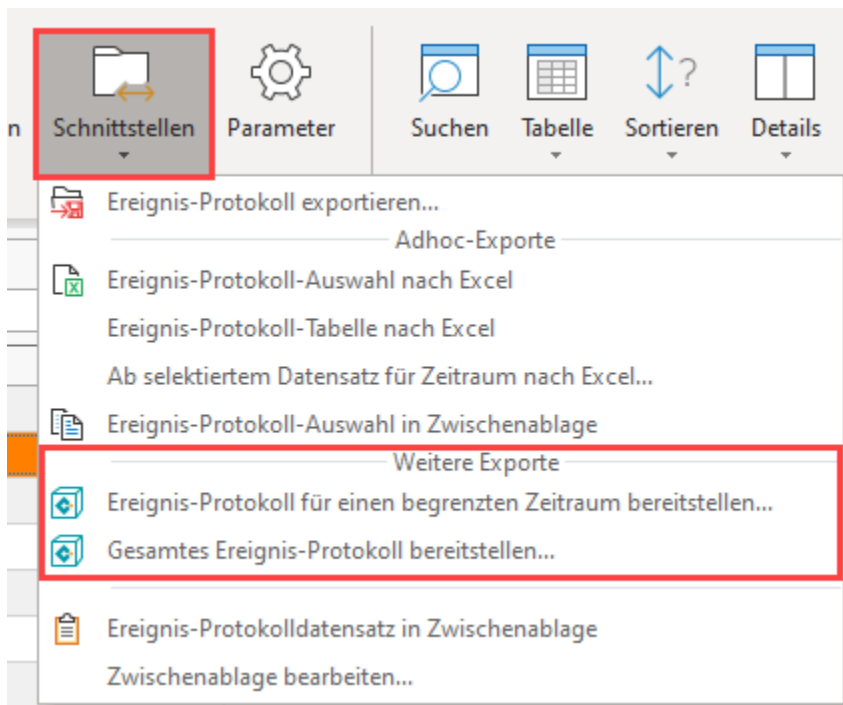 n Schnittstellen Parameter Suchen Tabelle Sortieren Details
Ereignis-Protokoll exportieren...
Adhoc-Exporte
Ereignis-Protokoll-Auswahl nach Excel
Ereignis-Protokoll-Tabelle nach Excel
Ab selektiertem Datensatz für Zeitraum nach Excel...
Ereignis-Protokoll-Auswahl in Zwischenablage
Weitere Exporte
Ereignis-Protokoll für einen begrenzten Zeitraum bereitstellen...
Gesamtes Ereignis-Protokoll bereitstellen...
Ereignis-Protokolldatensatz in Zwischenablage
Zwischenablage bearbeiten...